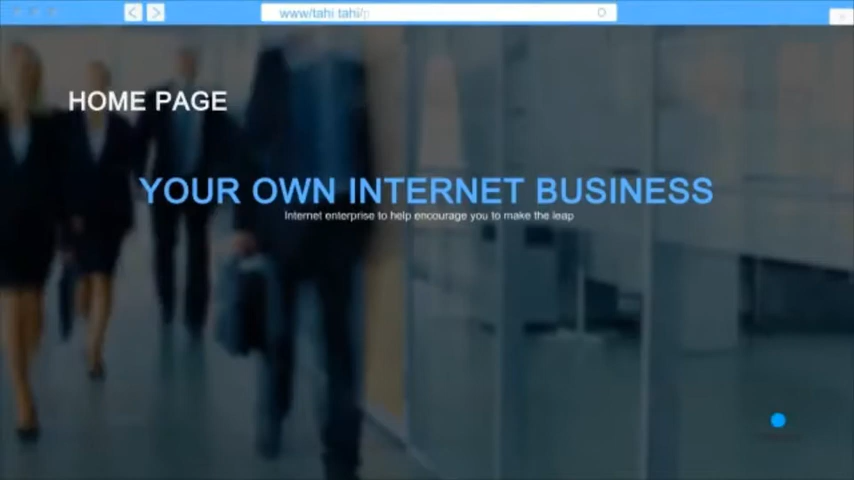 www/tahi tahi/p
HOME PAGE
YOUR OWN INTERNET BUSINESS
Internet enterprise to help encourage you to make the leap